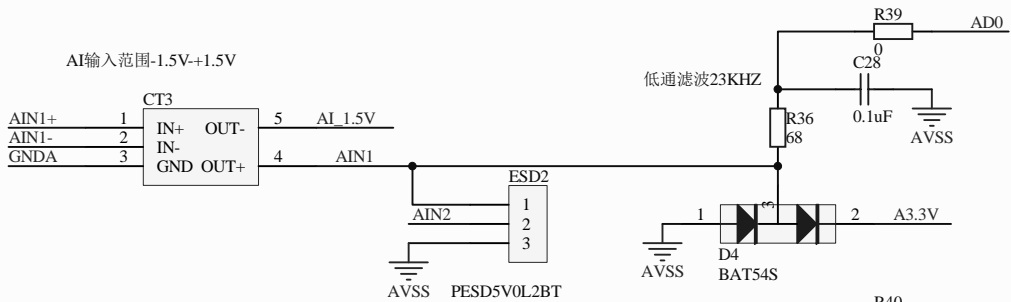 R39
AD0
0
AI输入范围-1.5V-+1.5V
C28
低通滤波23KHZ
CT3
0.1uF
R36
68
AVSS
AIN1+ 1 IN+ OUT- 5 AI_1.5V
AIN1- 2 IN-
GNDA 3 GND OUT+ 4 AIN1
ESD2
1
AIN2 2
3
3
1 2 A3.3V
D4
BAT54S
AVSS
AVSS PESD5V0L2BT
R40